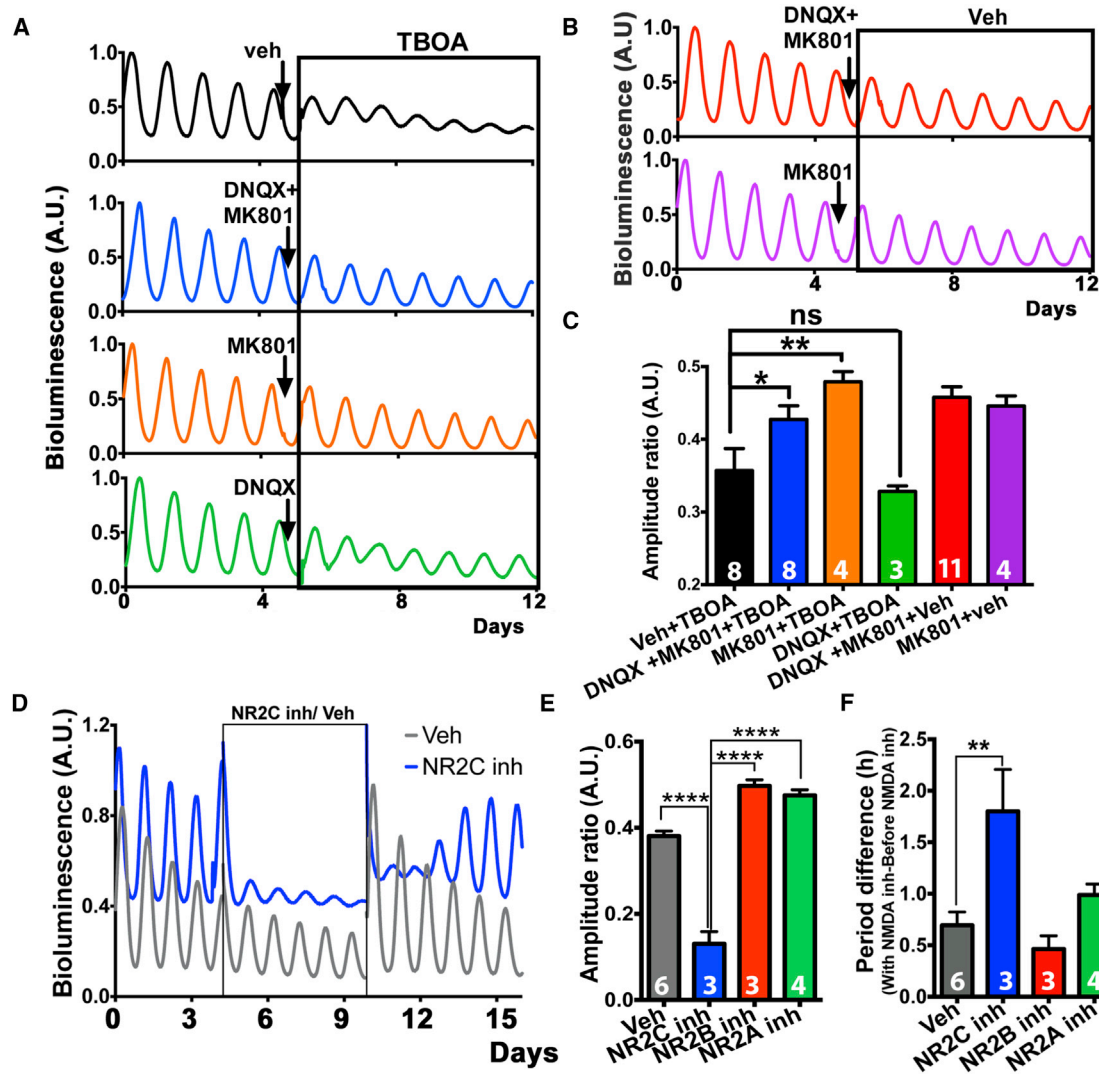 A
TBOA
veh
1.0
0.5
1.0
DNQX+
MK801
1.0
0.5
1.0
MK801
1.0
0.5
1.0
DNQX
1.0
0.5
1.0
Bioluminescence (A.U.)
0
4
8
12
Days
B
DNQX+
MK801
Veh
1.0
0.5
1.0
MK801
1.0
0.5
1.0
Bioluminescence (A.U)
0
4
8
12
Days
C
ns
**
*
0.5
0.4
0.3
0.2
Amplitude ratio (A.U.)
8
8
4
3
11
4
Veh+TBOA
DNQX +MK801+TBOA
MK801+TBOA
DNQX+TBOA
DNQX +MK801+Veh
MK801+veh
D
NR2C inh/ Veh
Veh
NR2C inh
1.2
0.8
0.4
0.0
Bioluminescence (A.U.)
0
3
6
9
12
15
Days
E
****
****
****
0.6
0.4
0.2
0.0
Amplitude ratio (A.U.)
6
3
3
4
Veh
NR2C inh
NR2B inh
NR2A inh
F
**
2.5
2.0
1.5
1.0
0.5
0.0
Period difference (h)
(With NMDA inh-Before NMDA inh)
6
3
3
4
Veh
NR2C inh
NR2B inh
NR2A inh